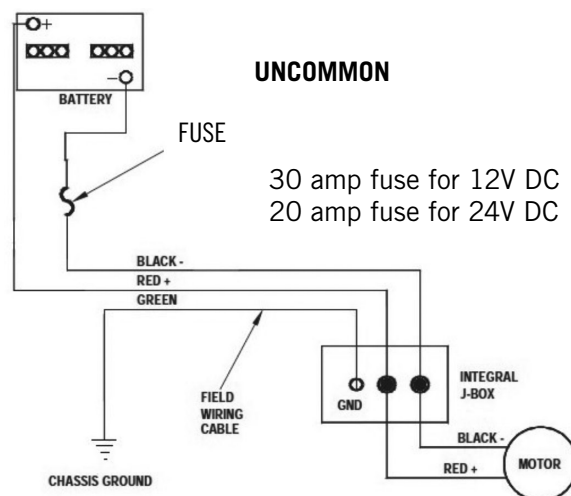 +
UNCOMMON
−
BATTERY
FUSE
30 amp fuse for 12V DC
20 amp fuse for 24V DC
BLACK -
RED +
GREEN
FIELD
WIRING
CABLE
GND
INTEGRAL
J-BOX
BLACK -
RED +
MOTOR
CHASSIS GROUND